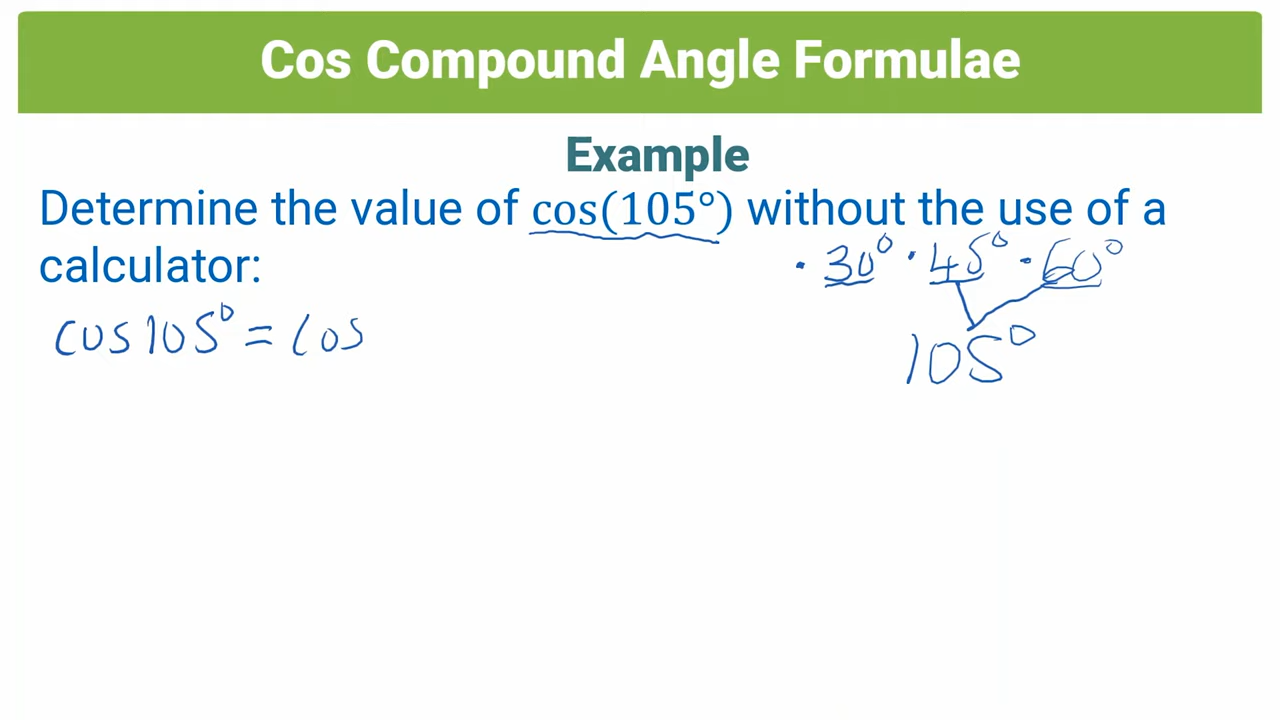 Cos Compound Angle Formulae
Example
Determine the value of cos(105°) without the use of a
calculator:
· 30° · 45° · 60°
cos 105° = cos
105°